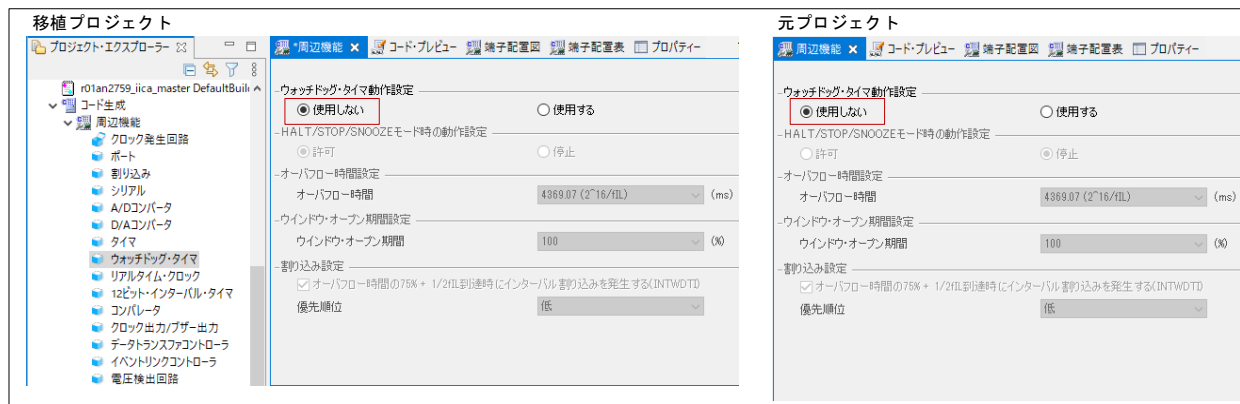 移植プロジェクト
プロジェクト・エクスプローラー
r01an2759_iica_master DefaultBuil
コード生成
周辺機能
クロック発生回路
ポート
割り込み
シリアル
A/Dコンバータ
D/Aコンバータ
タイマ
ウォッチドッグ・タイマ
リアルタイム・クロック
12ビット・インターバル・タイマ
コンパレータ
クロック出力/ブザー出力
データトランスファコントローラ
イベントリンクコントローラ
電圧検出回路
*周辺機能 コード・プレビュー 端子配置図 端子配置表 プロパティー
ウォッチドッグ・タイマ動作設定
使用しない 使用する
HALT/STOP/SNOOZEモード時の動作設定
許可 停止
オーバフロー時間設定
オーバフロー時間 4369.07 (2^16/fIL) (ms)
ウインドウ・オープン期間設定
ウインドウ・オープン期間 100 (%)
割り込み設定
オーバフロー時間の75% + 1/2fIL到達時にインターバル割り込みを発生する(INTWDTI)
優先順位 低
元プロジェクト
周辺機能 コード・プレビュー 端子配置図 端子配置表 プロパティー
ウォッチドッグ・タイマ動作設定
使用しない 使用する
HALT/STOP/SNOOZEモード時の動作設定
許可 停止
オーバフロー時間設定
オーバフロー時間 4369.07 (2^16/fIL) (ms)
ウインドウ・オープン期間設定
ウインドウ・オープン期間 100 (%)
割り込み設定
オーバフロー時間の75% + 1/2fIL到達時にインターバル割り込みを発生する(INTWDTI)
優先順位 低